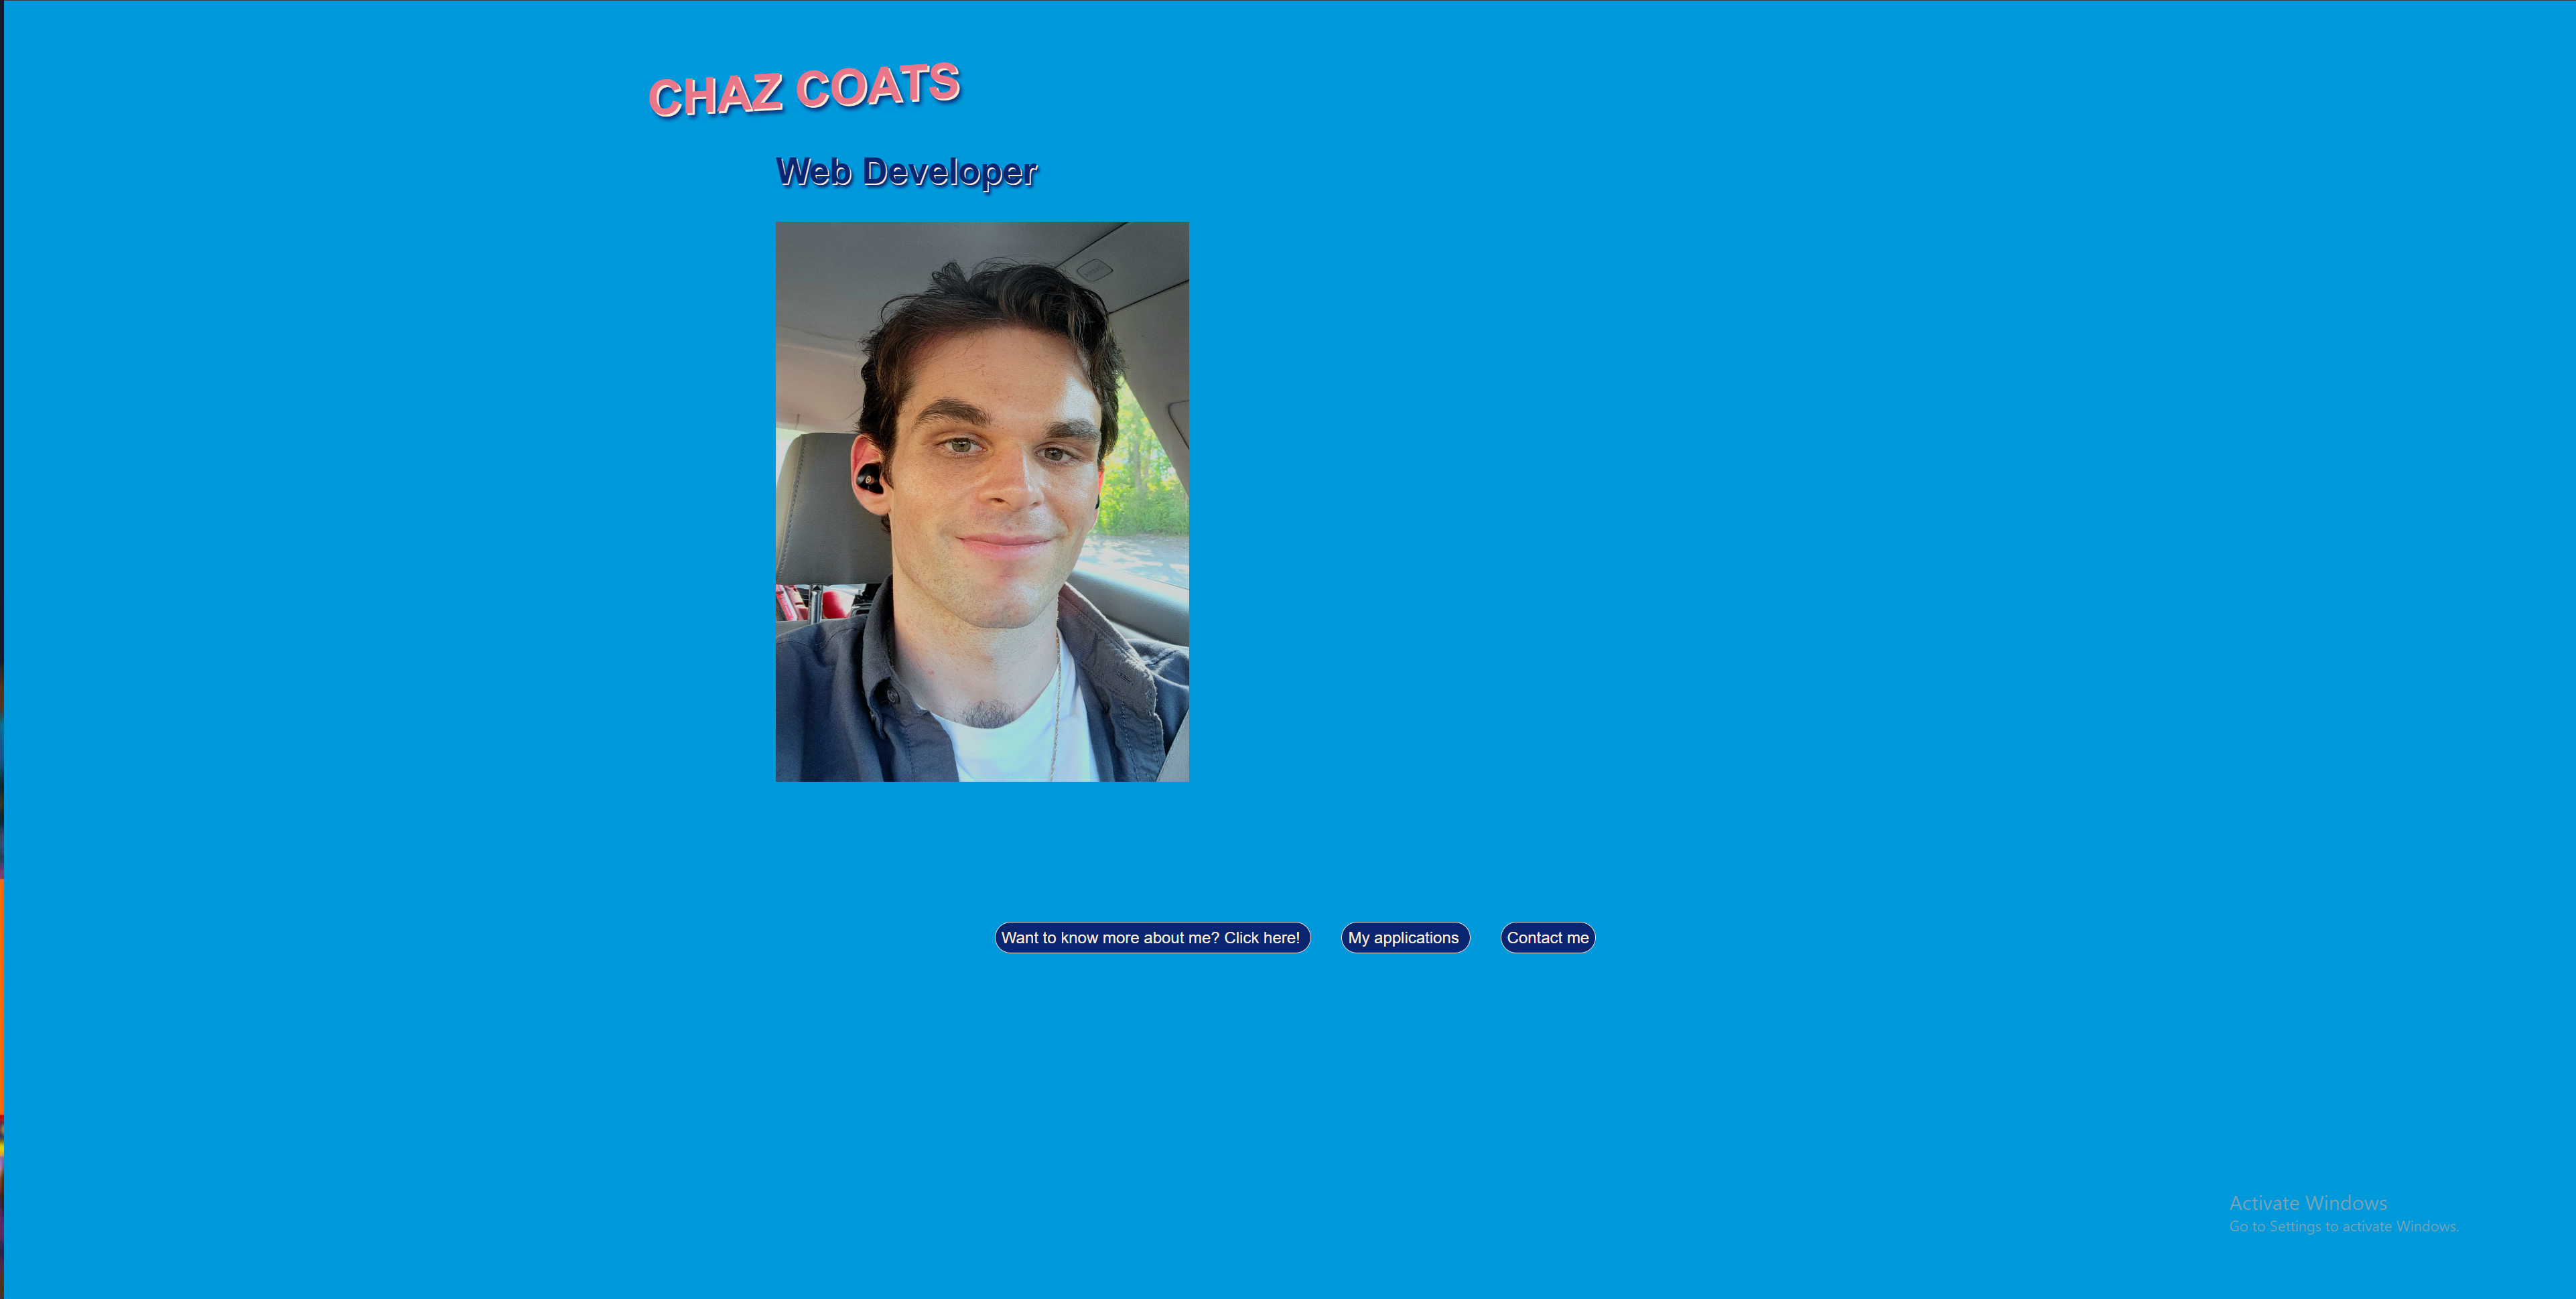 CHAZ COATS
Web Developer
Want to know more about me? Click here!
My applications
Contact me
Activate Windows
Go to Settings to activate Windows.